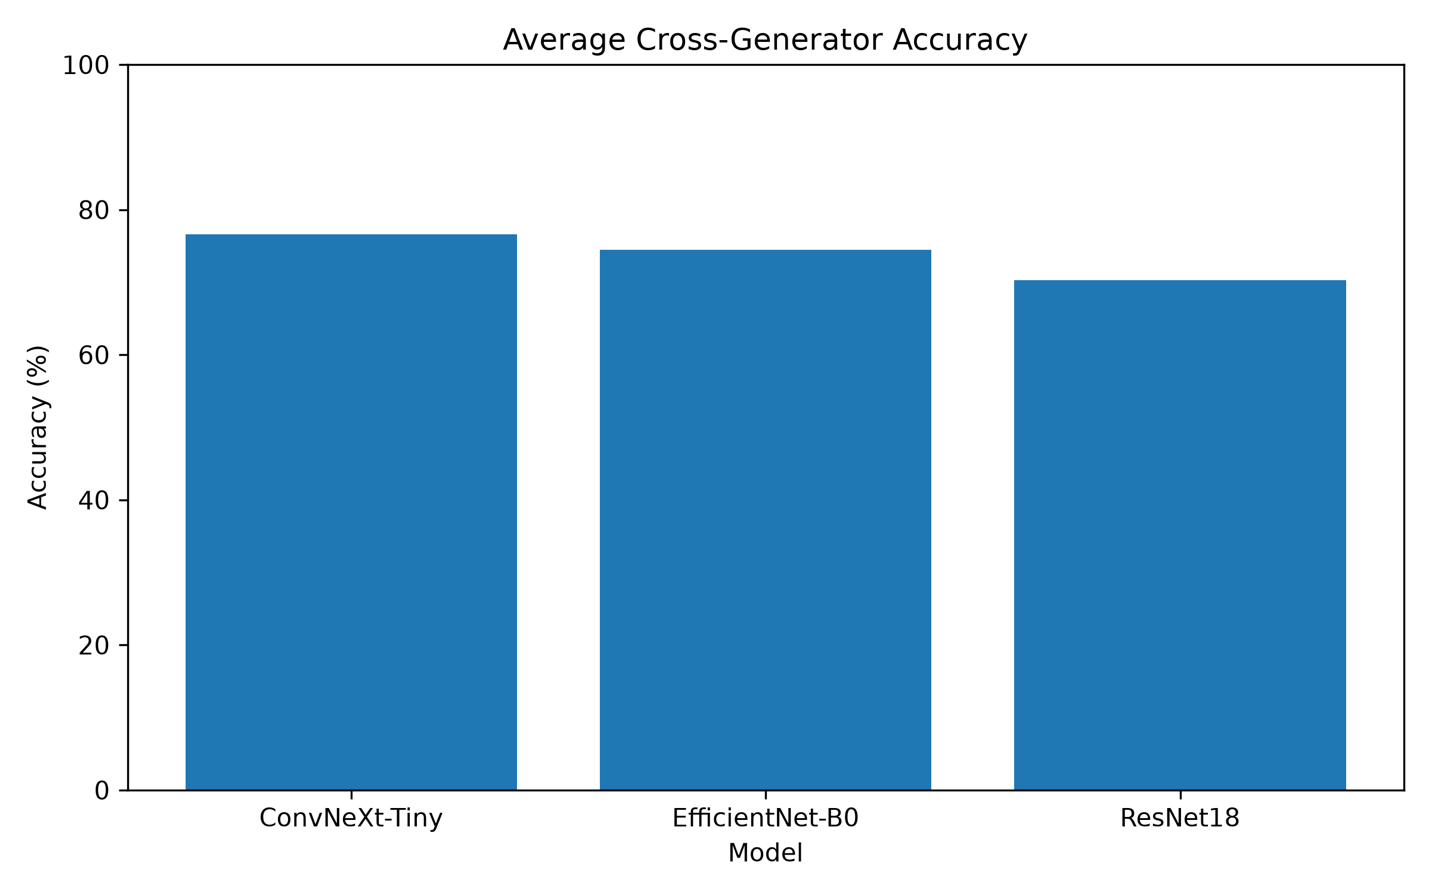 Average Cross-Generator Accuracy
100
80
60
40
20
0
Accuracy (%)
ConvNeXt-Tiny
EfficientNet-B0
ResNet18
Model